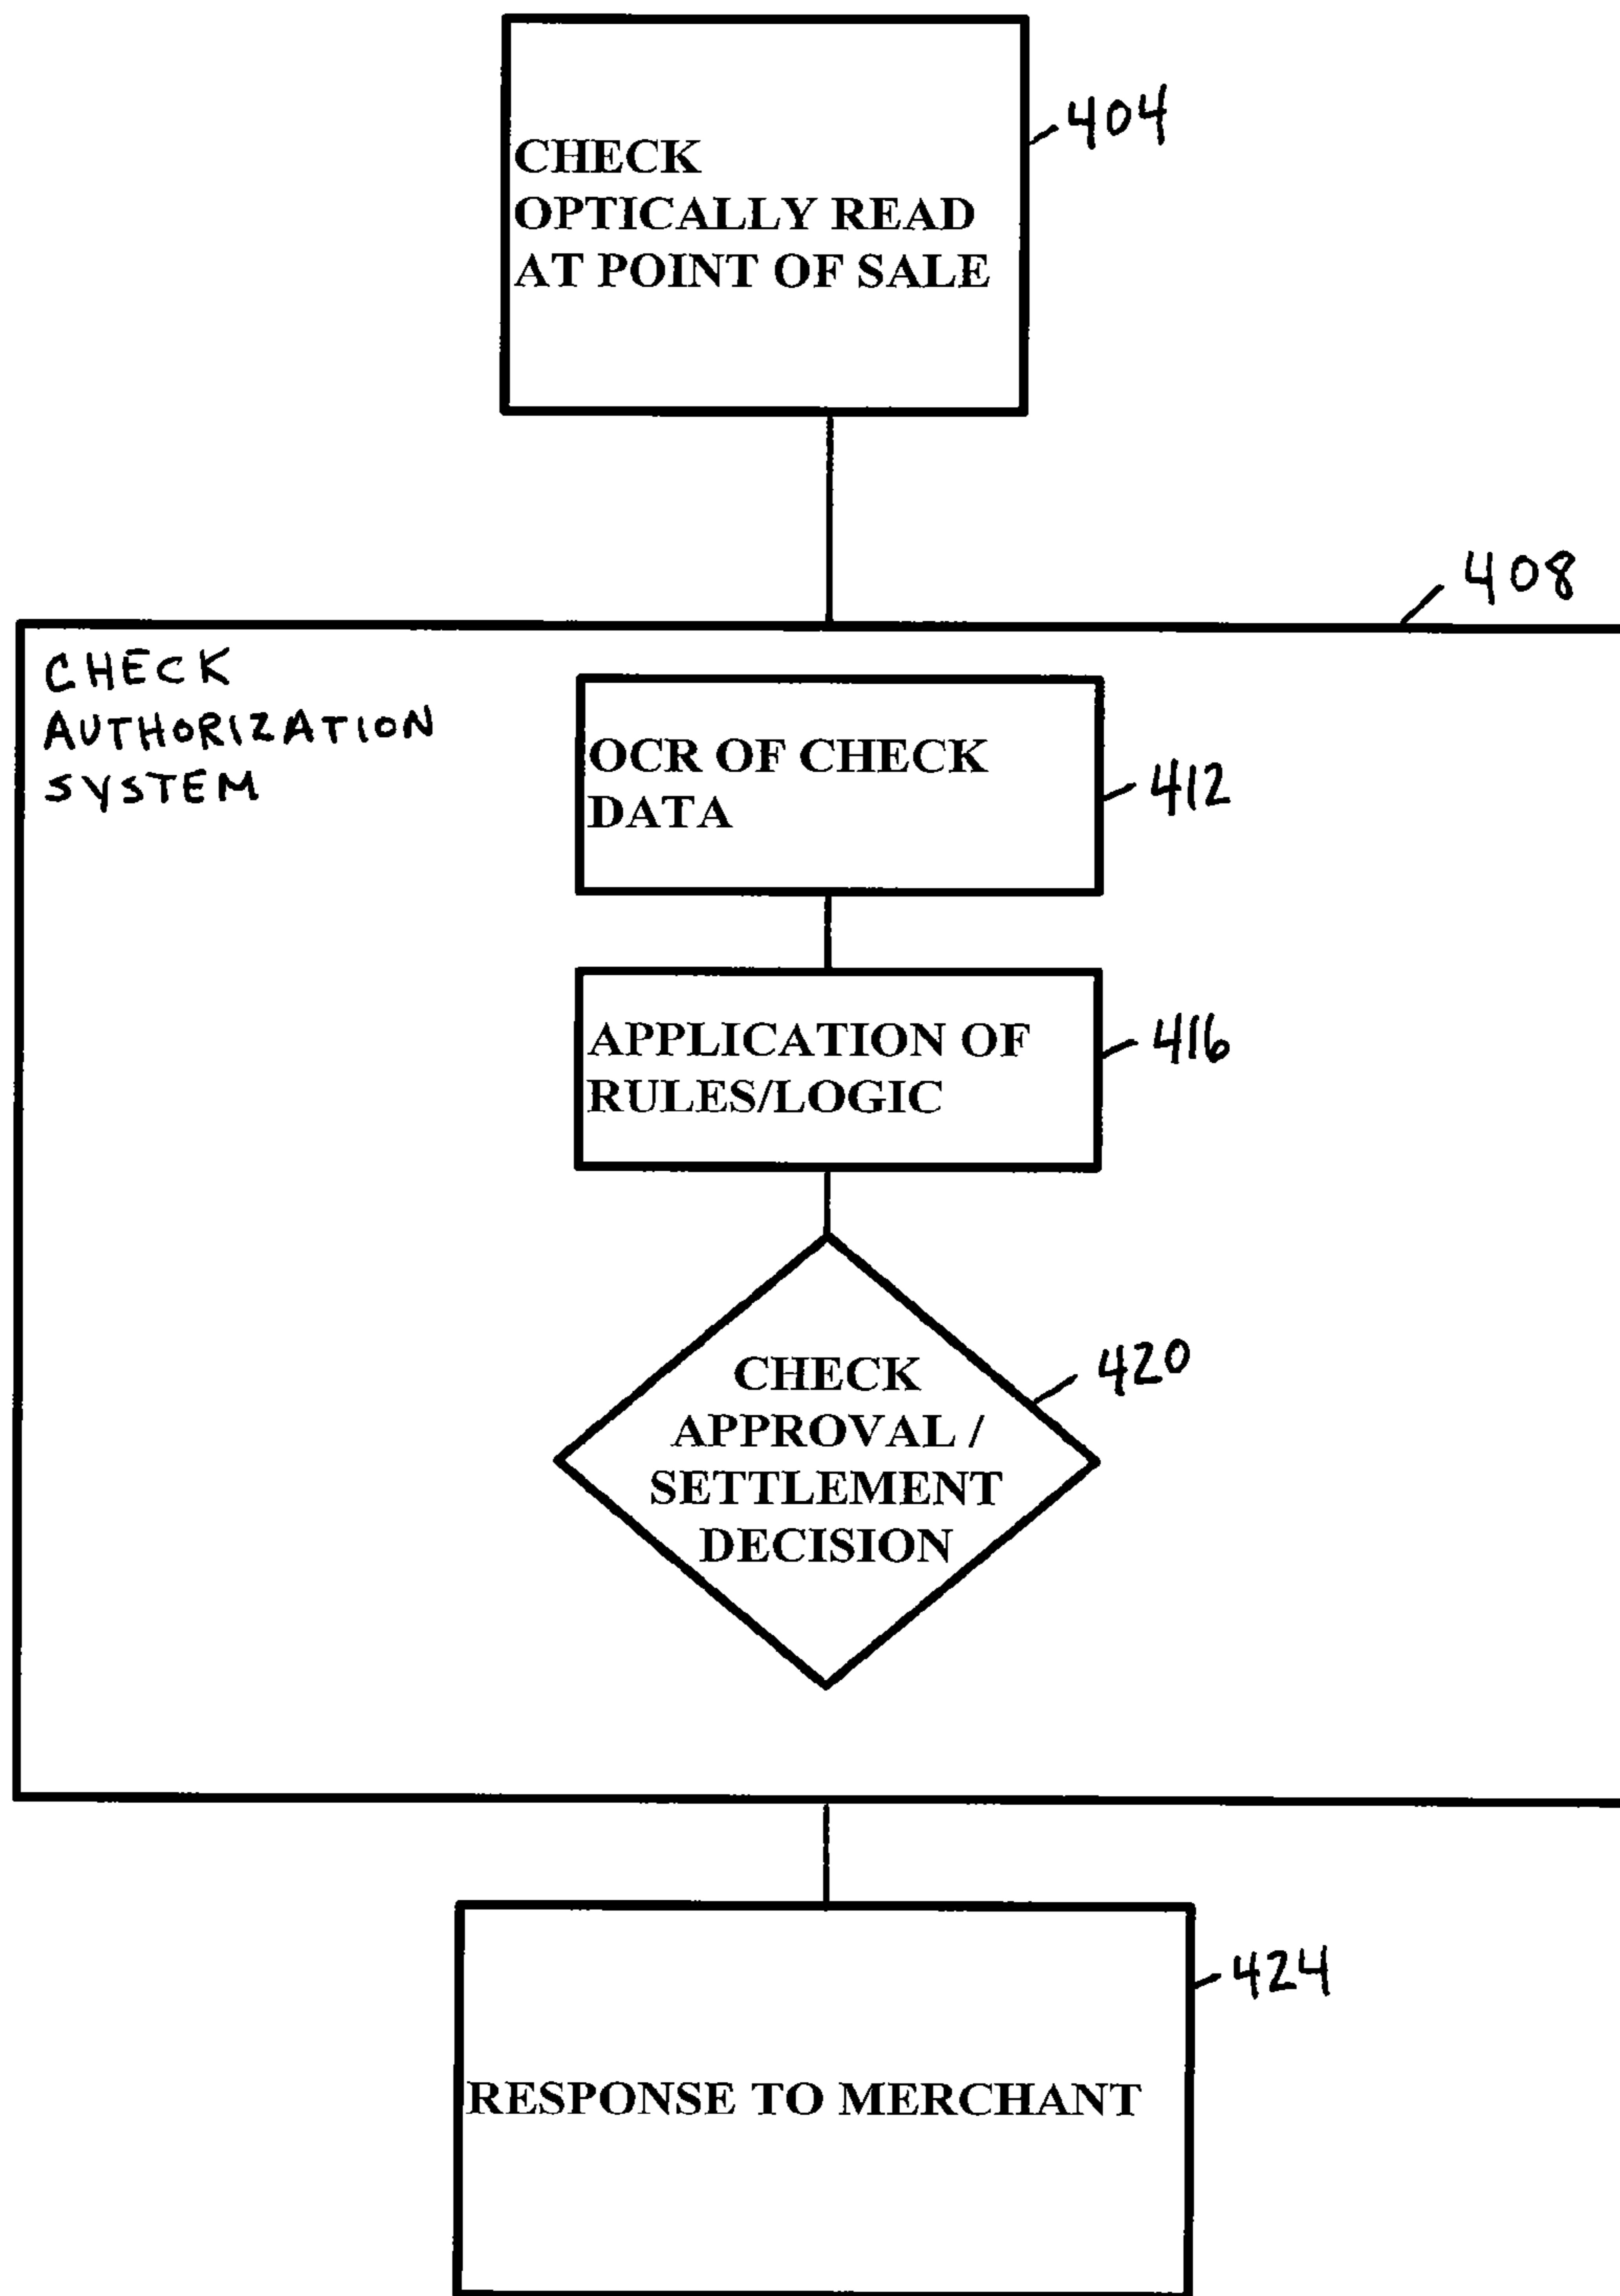 CHECK
OPTICALLY READ
AT POINT OF SALE
404
408
CHECK
AUTHORIZATION
SYSTEM
OCR OF CHECK
DATA
412
APPLICATION OF
RULES/LOGIC
416
CHECK
APPROVAL /
SETTLEMENT
DECISION
420
RESPONSE TO MERCHANT
424